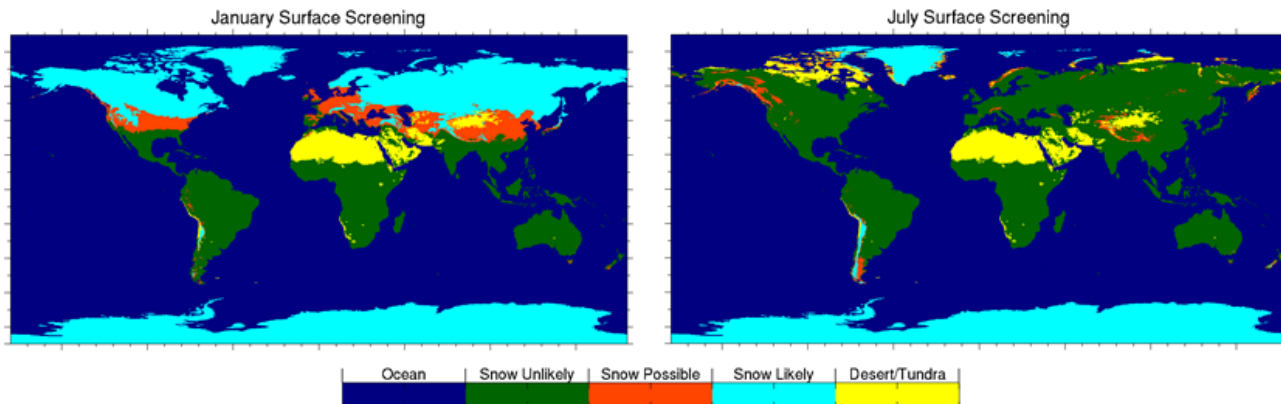 January Surface Screening
July Surface Screening
Ocean
Snow Unlikely
Snow Possible
Snow Likely
Desert/Tundra